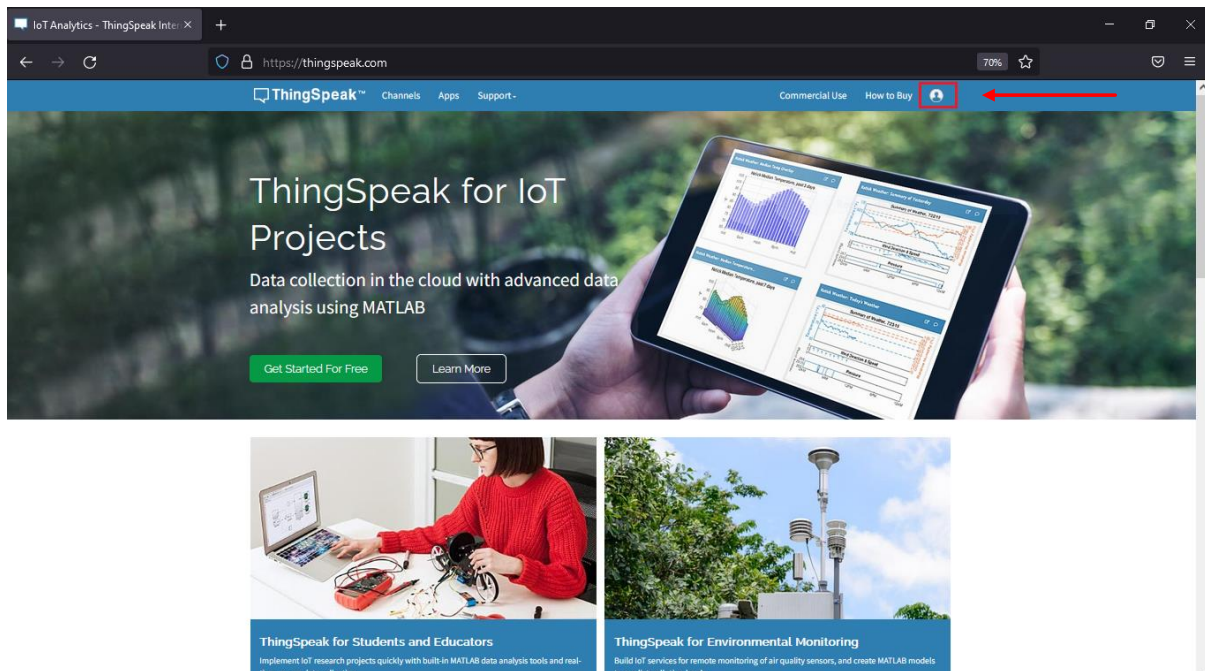 IoT Analytics - ThingSpeak Inter
https://thingspeak.com
70%
ThingSpeak™ Channels Apps Support
Commercial Use How to Buy
ThingSpeak for IoT
Projects
Data collection in the cloud with advanced data
analysis using MATLAB
Get Started For Free
Learn More
ThingSpeak for Students and Educators
Implement IoT research projects quickly with built-in MATLAB data analysis tools and real-
ThingSpeak for Environmental Monitoring
Build IoT services for remote monitoring of air quality sensors, and create MATLAB models